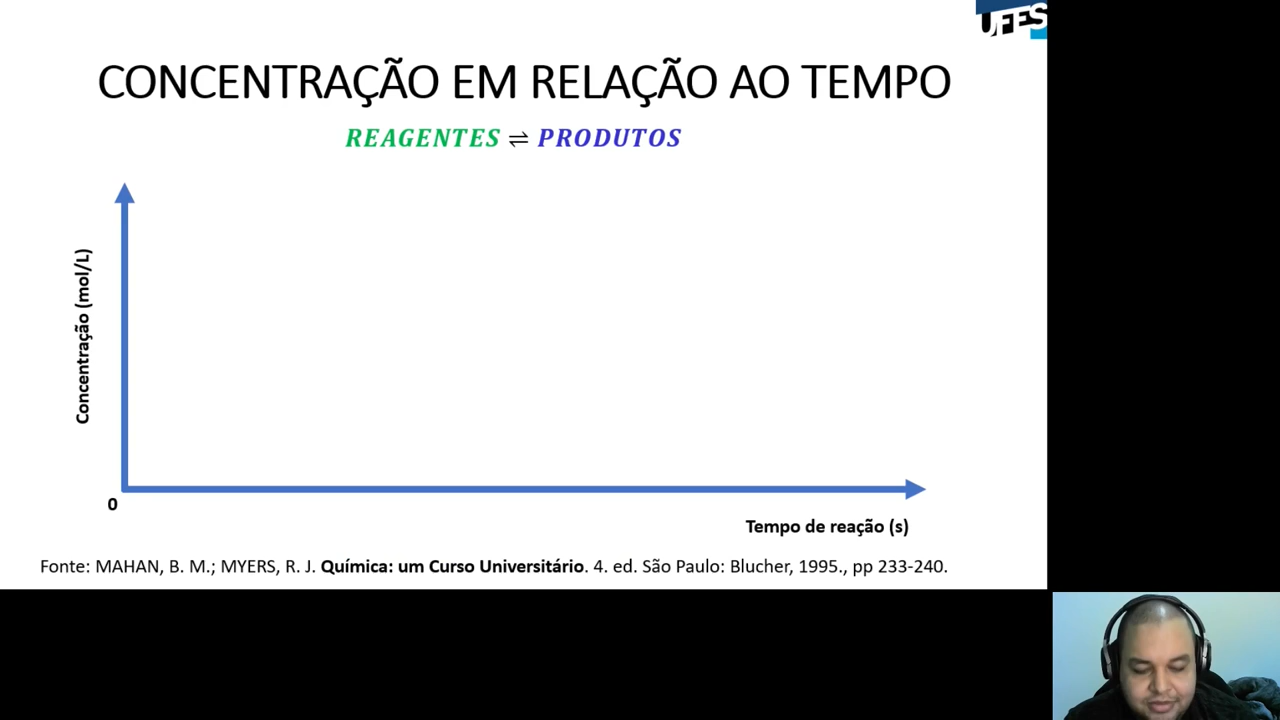 UFES
CONCENTRAÇÃO EM RELAÇÃO AO TEMPO
REAGENTES ⇌ PRODUTOS
Concentração (mol/L)
0
Tempo de reação (s)
Fonte: MAHAN, B. M.; MYERS, R. J. Química: um Curso Universitário. 4. ed. São Paulo: Blucher, 1995., pp 233-240.